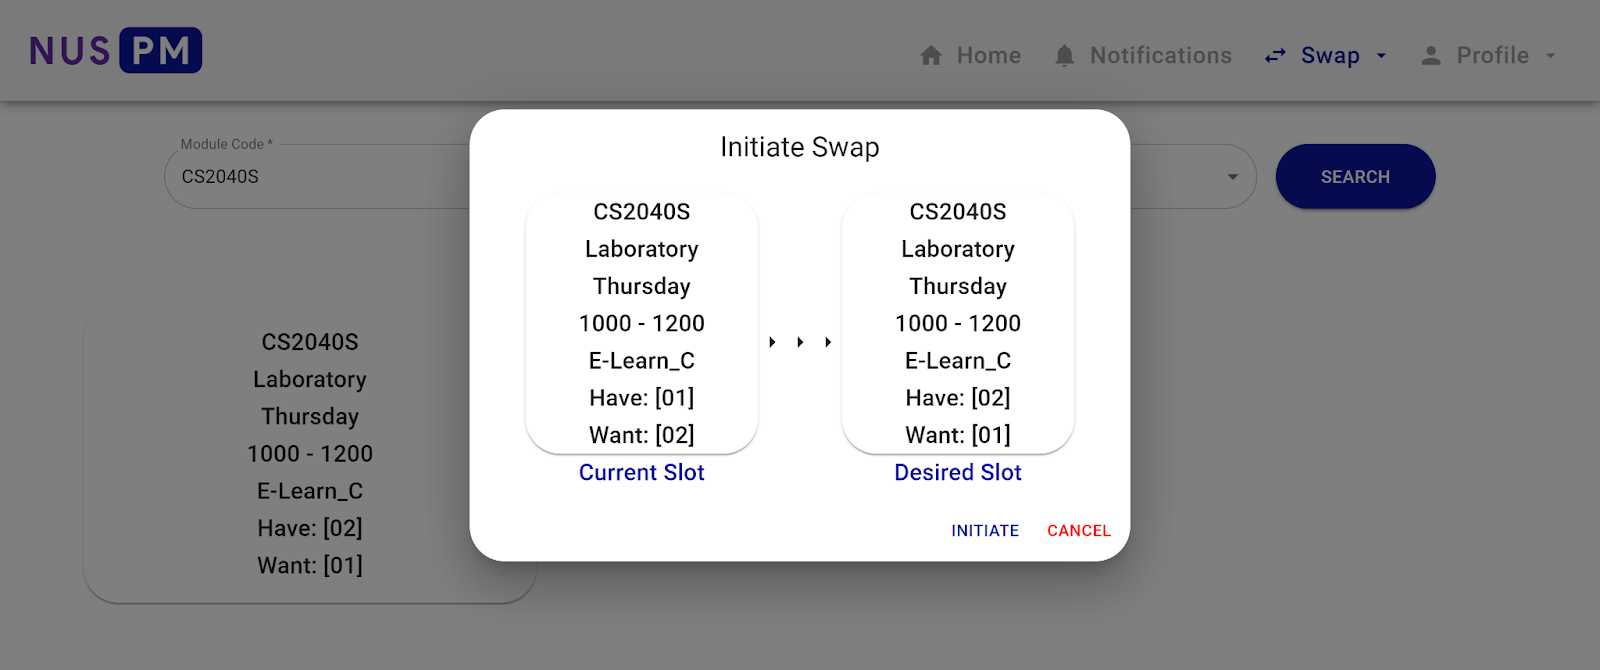 NUS PM
Home
Notifications
Swap
Profile
Module Code *
CS2040S
SEARCH
Initiate Swap
CS2040S
Laboratory
Thursday
1000 - 1200
E-Learn_C
Have: [01]
Want: [02]
Current Slot
CS2040S
Laboratory
Thursday
1000 - 1200
E-Learn_C
Have: [02]
Want: [01]
Desired Slot
INITIATE
CANCEL
CS2040S
Laboratory
Thursday
1000 - 1200
E-Learn_C
Have: [02]
Want: [01]